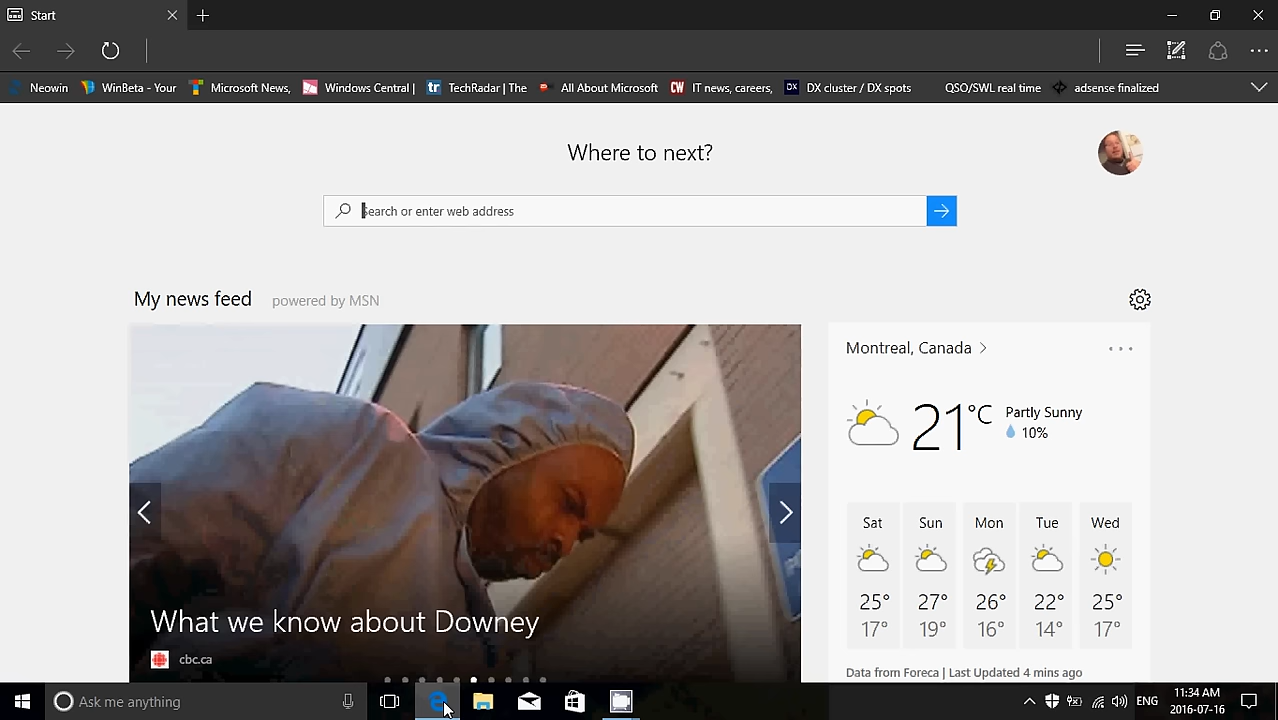 Start
Neowin
WinBeta - Your
Microsoft News,
Windows Central |
tr TechRadar | The
All About Microsoft
CW IT news, careers,
DX DX cluster / DX spots
QSO/SWL real time
adsense finalized
Where to next?
Search or enter web address
My news feed powered by MSN
Montreal, Canada
21°C
Partly Sunny
10%
Sat Sun Mon Tue Wed
25° 27° 26° 22° 25°
17° 19° 16° 14° 17°
What we know about Downey
cbc.ca
Data from Foreca | Last Updated 4 mins ago
Ask me anything
ENG
11:34 AM
2016-07-16